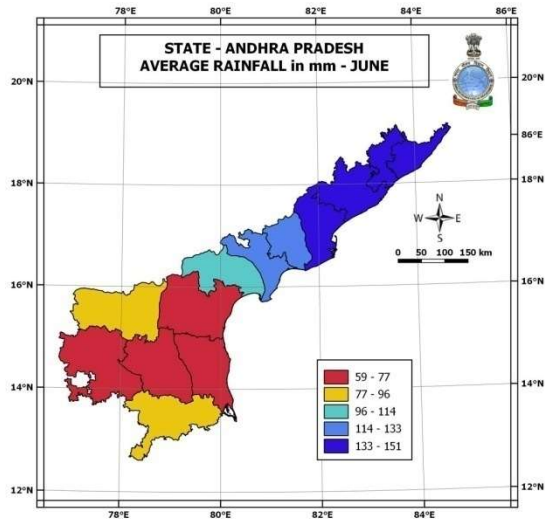 78°E 80°E 82°E 84°E 86°E
STATE - ANDHRA PRADESH
AVERAGE RAINFALL in mm - JUNE
20°N 20°N
86°E
18°N 18°N
N
W E
S
0 50 100 150 km
16°N 16°N
59 - 77
77 - 96
96 - 114
114 - 133
133 - 151
14°N 14°N
12°N 12°N
78°E 80°E 82°E 84°E